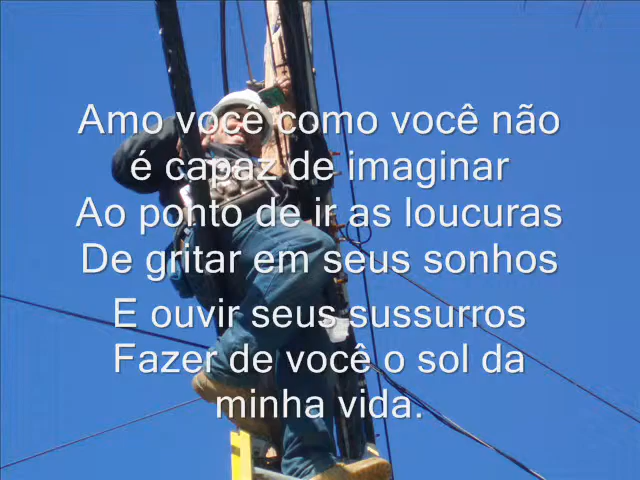 Amo você como você não
é capaz de imaginar
Ao ponto de ir as loucuras
De gritar em seus sonhos
E ouvir seus sussurros
Fazer de você o sol da
minha vida.